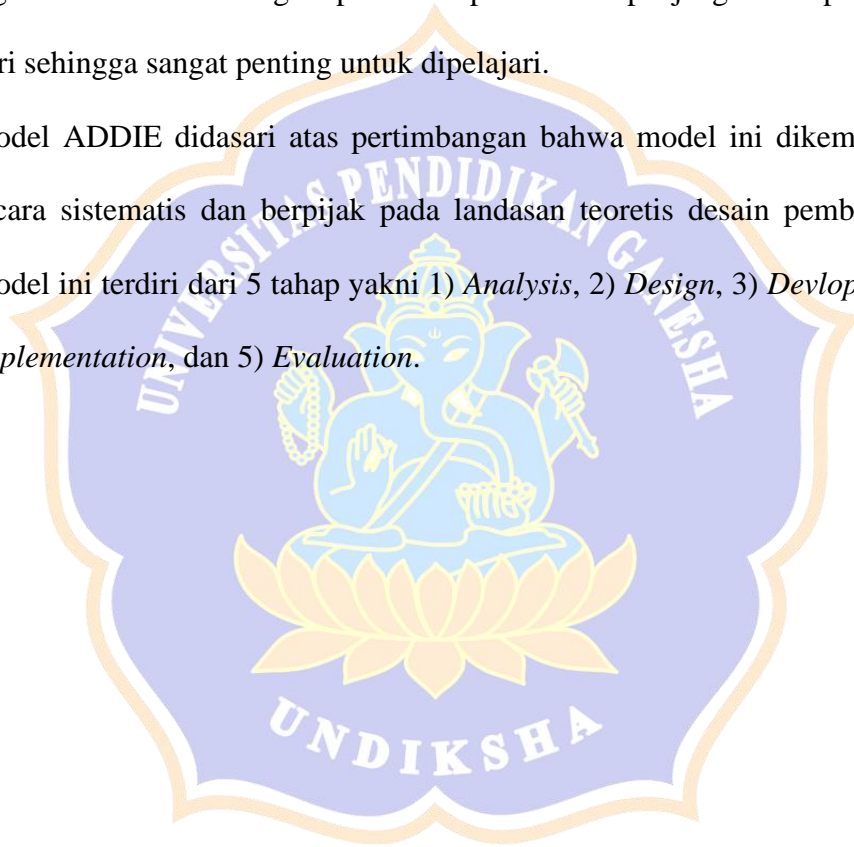 ri sehingga sangat penting untuk dipelajari.
odel ADDIE didasari atas pertimbangan bahwa model ini dikem
cara sistematis dan berpijak pada landasan teoretis desain pemb
odel ini terdiri dari 5 tahap yakni 1) Analysis, 2) Design, 3) Devlop
plementation, dan 5) Evaluation.
UNIVERSITAS PENDIDIKAN GANESHA
UNDIKSHA